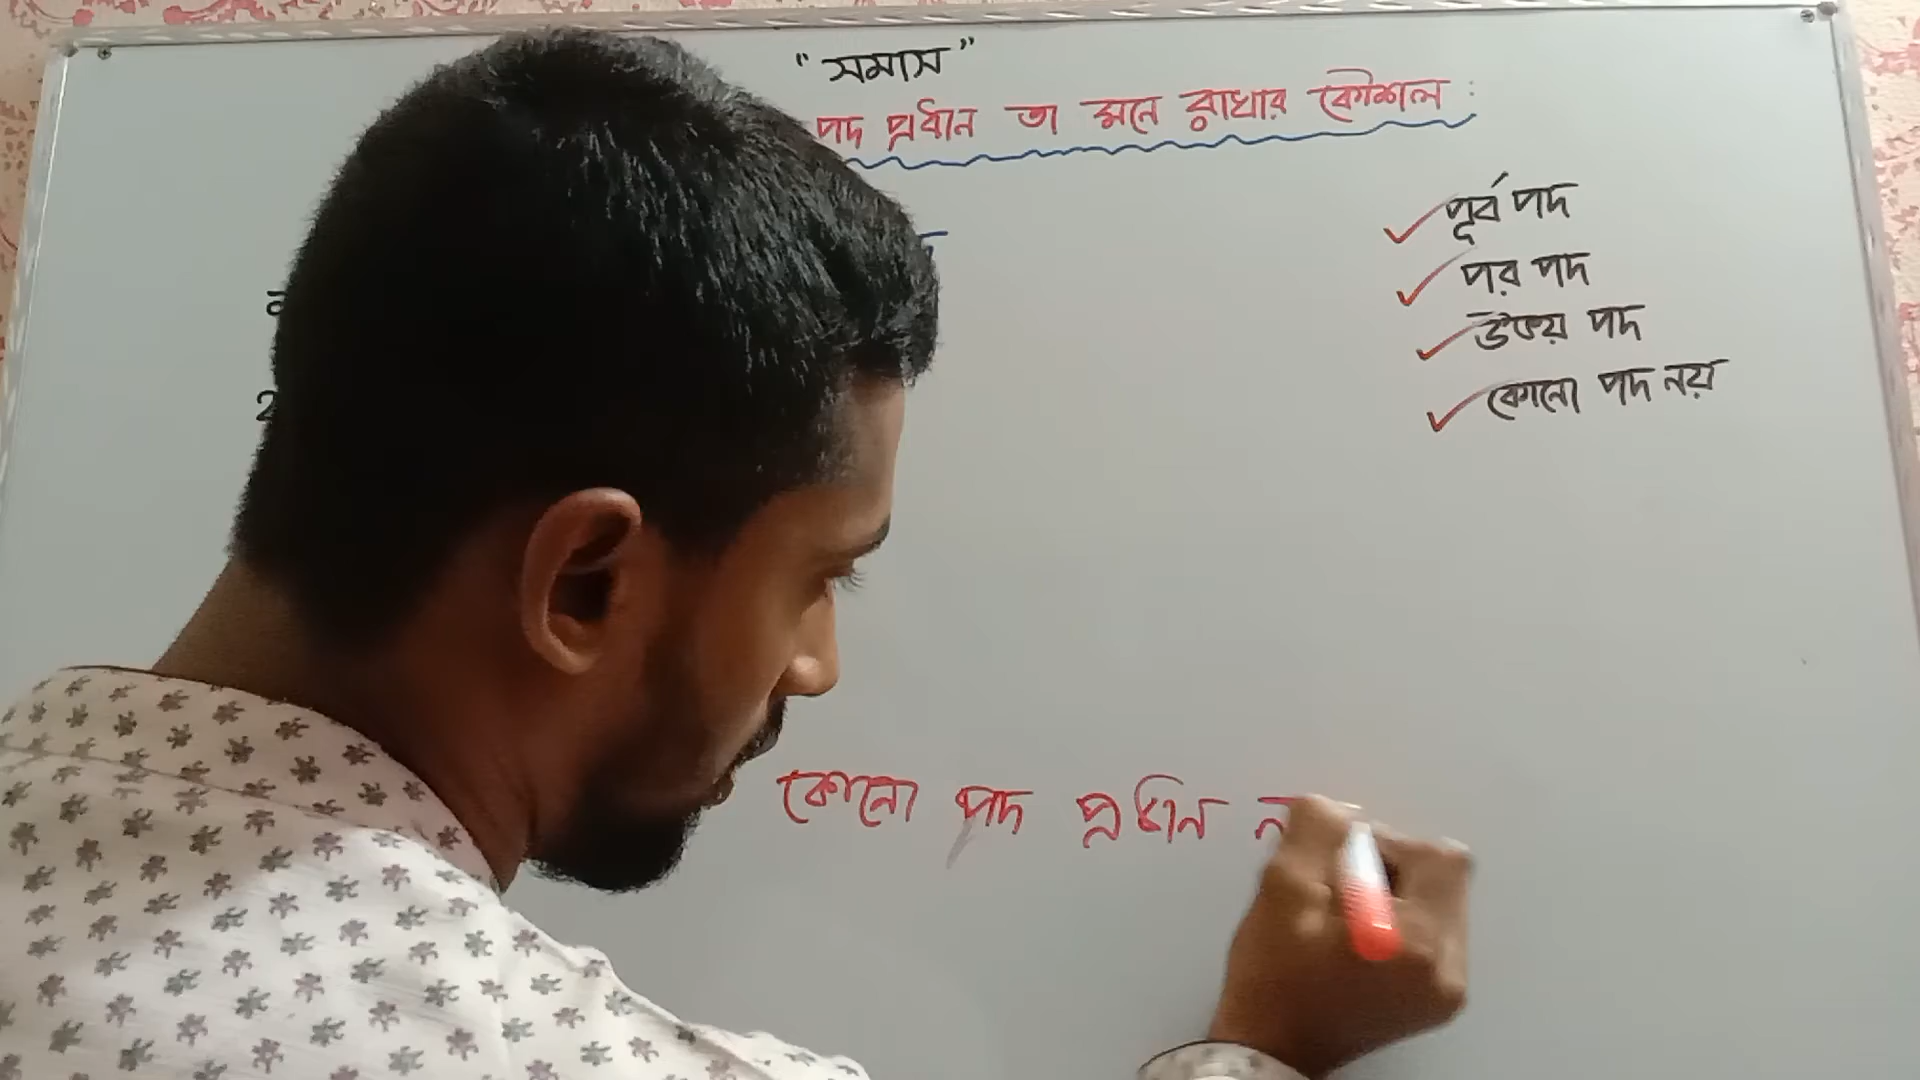 "সমাস"
পদ প্রধান তা মনে রাখার কৌশল :
পূর্ব পদ
পর পদ
উভয় পদ
কোনো পদ নয়
কোনো পদ প্রধান ন